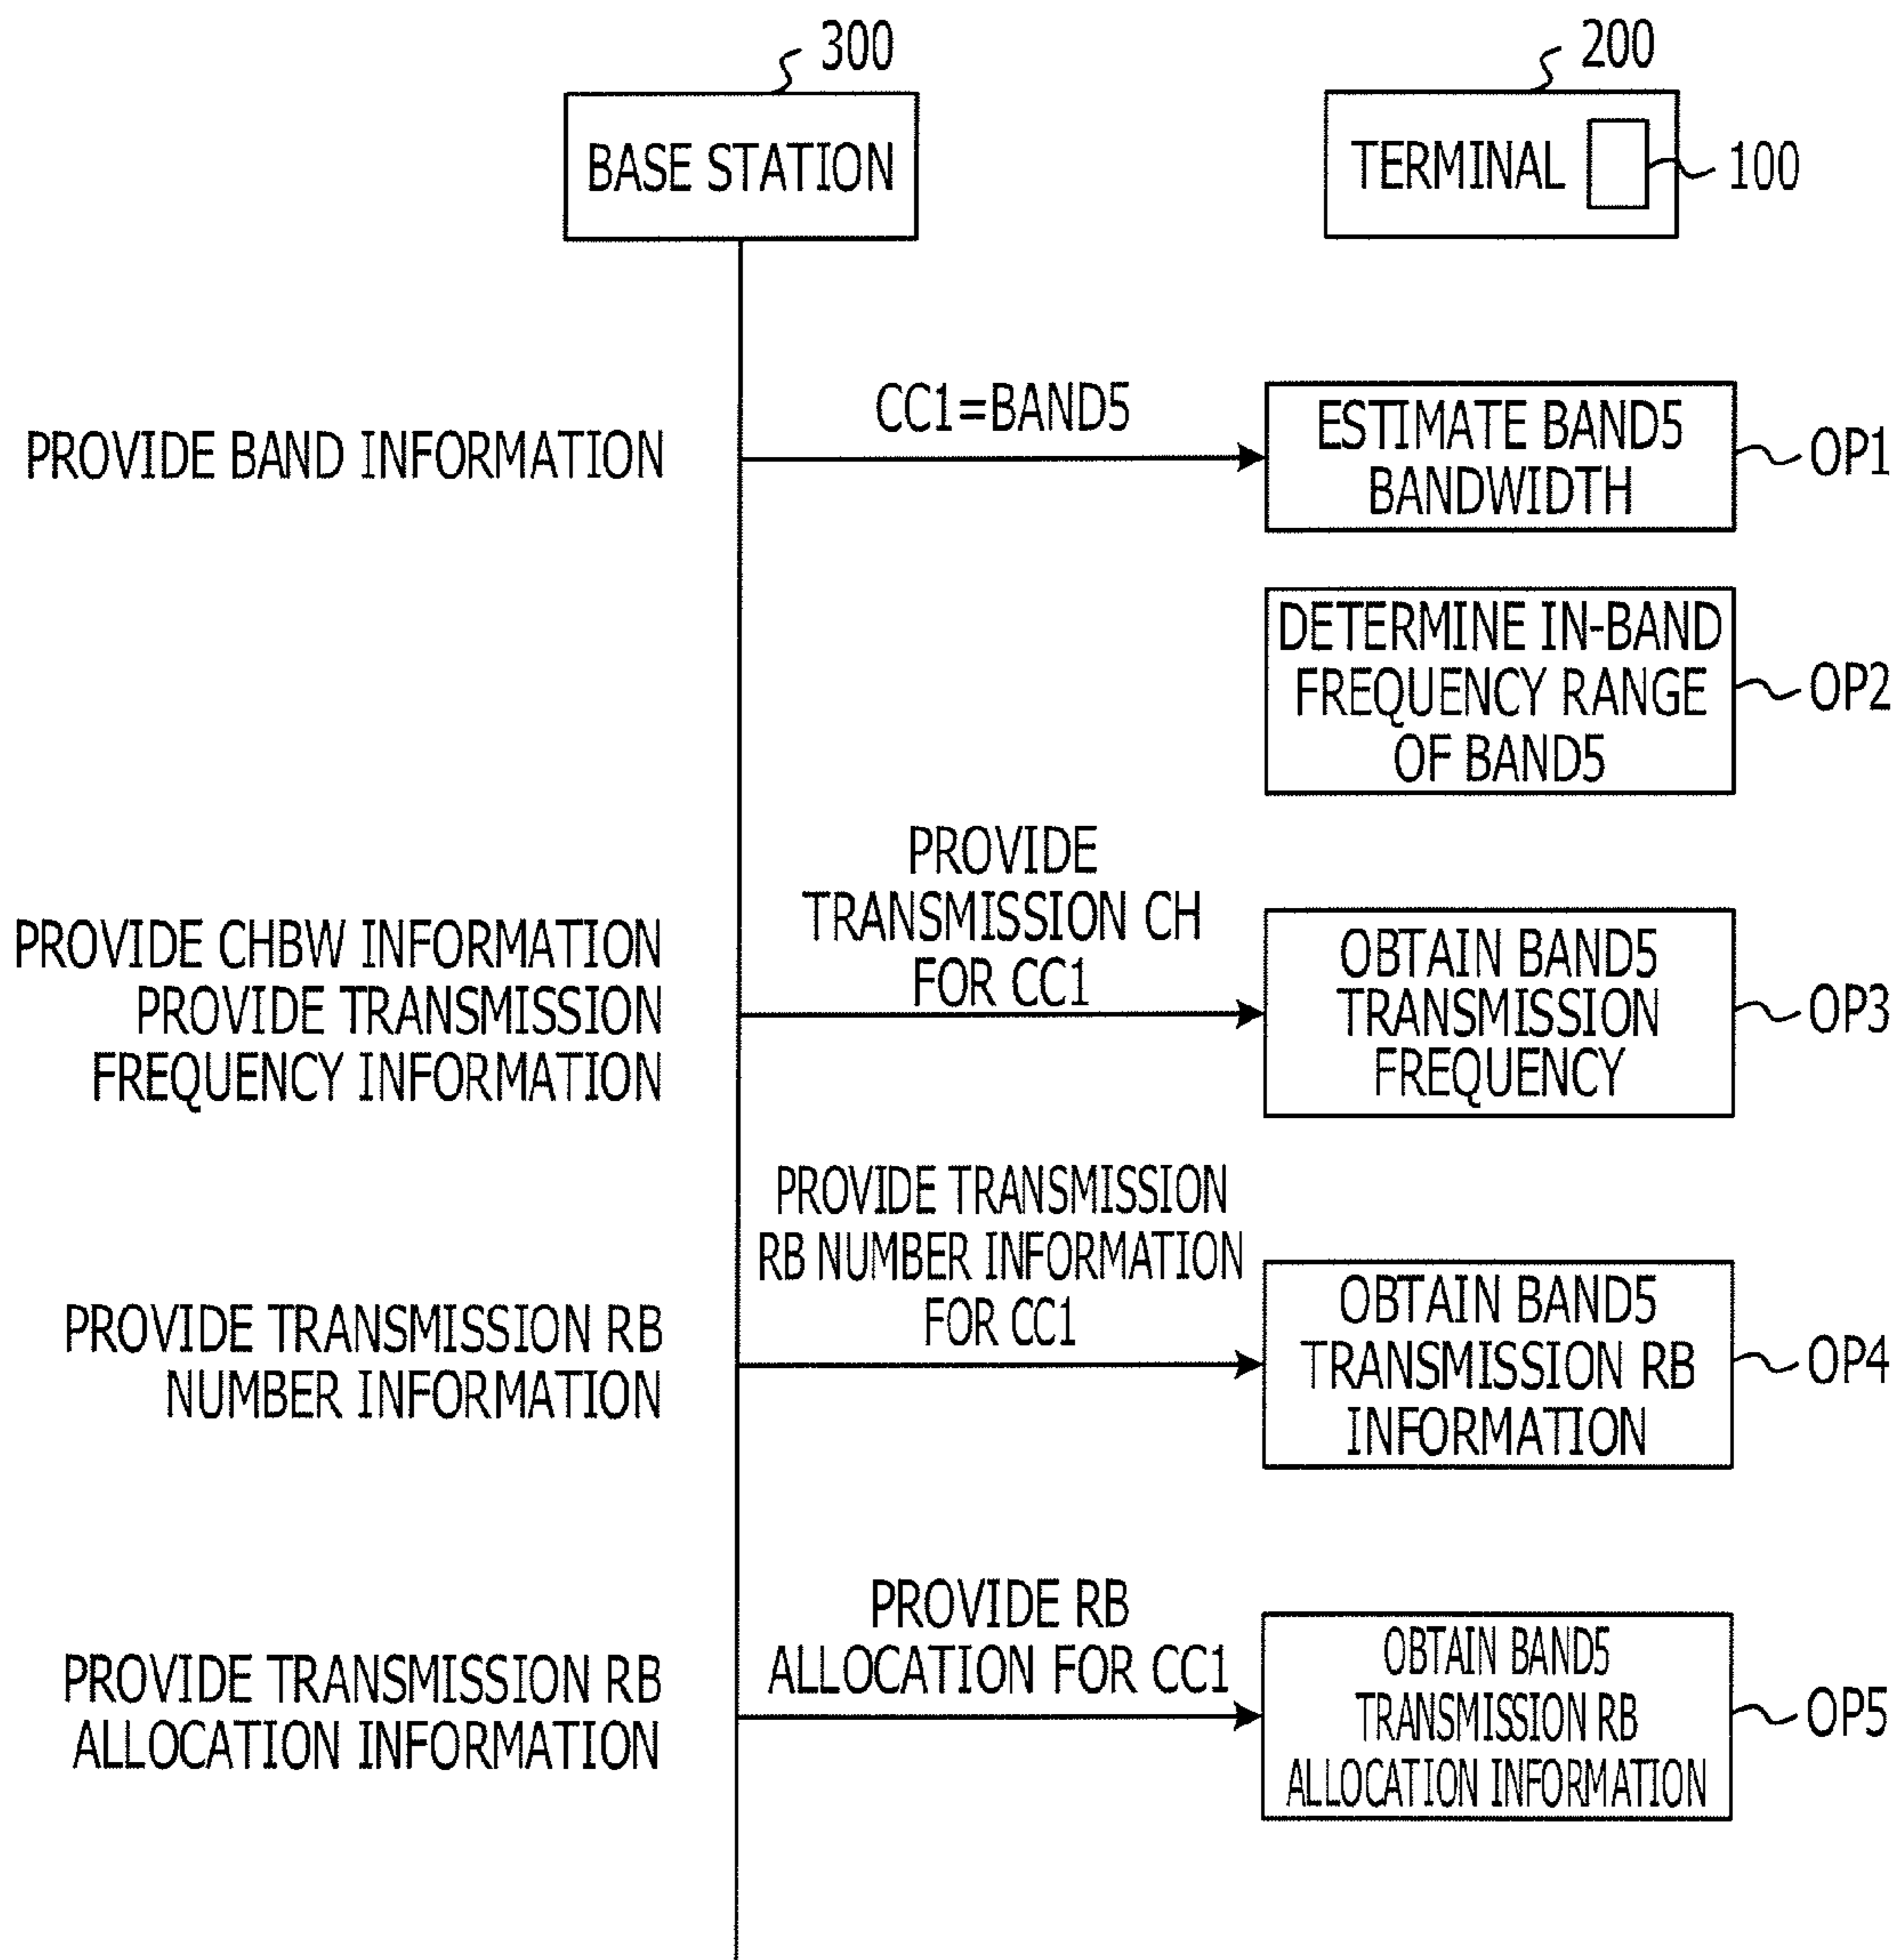 300
200
BASE STATION
TERMINAL
100
CC1=BAND5
PROVIDE BAND INFORMATION
ESTIMATE BAND5
BANDWIDTH
OP1
DETERMINE IN-BAND
FREQUENCY RANGE
OF BAND5
OP2
PROVIDE CHBW INFORMATION
PROVIDE TRANSMISSION
FREQUENCY INFORMATION
PROVIDE
TRANSMISSION CH
FOR CC1
OBTAIN BAND5
TRANSMISSION
FREQUENCY
OP3
PROVIDE TRANSMISSION RB
NUMBER INFORMATION
PROVIDE TRANSMISSION
RB NUMBER INFORMATION
FOR CC1
OBTAIN BAND5
TRANSMISSION RB
INFORMATION
OP4
PROVIDE TRANSMISSION RB
ALLOCATION INFORMATION
PROVIDE RB
ALLOCATION FOR CC1
OBTAIN BAND5
TRANSMISSION RB
ALLOCATION INFORMATION
OP5